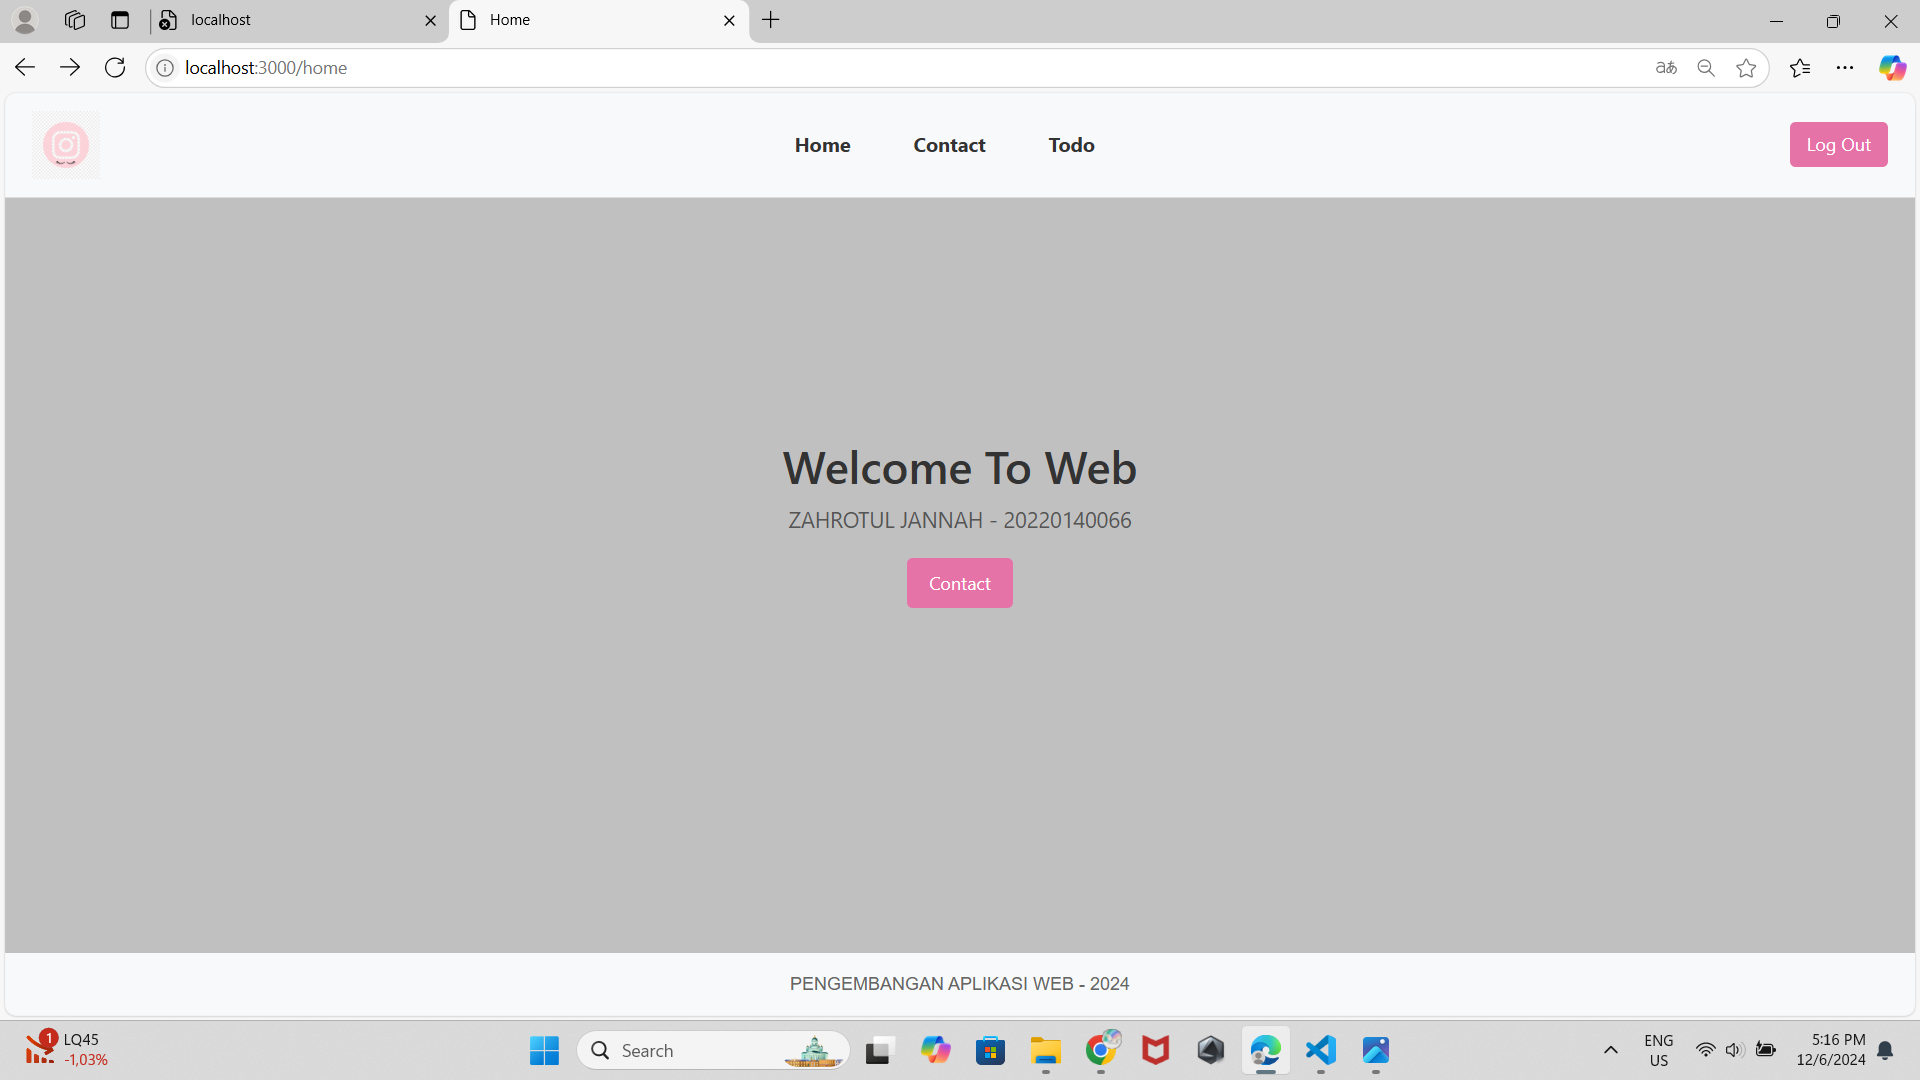 localhost
Home
localhost:3000/home
Home
Contact
Todo
Log Out
Welcome To Web
ZAHROTUL JANNAH - 20220140066
Contact
PENGEMBANGAN APLIKASI WEB - 2024
1
LQ45
-1,03%
Search
ENG
US
5:16 PM
12/6/2024